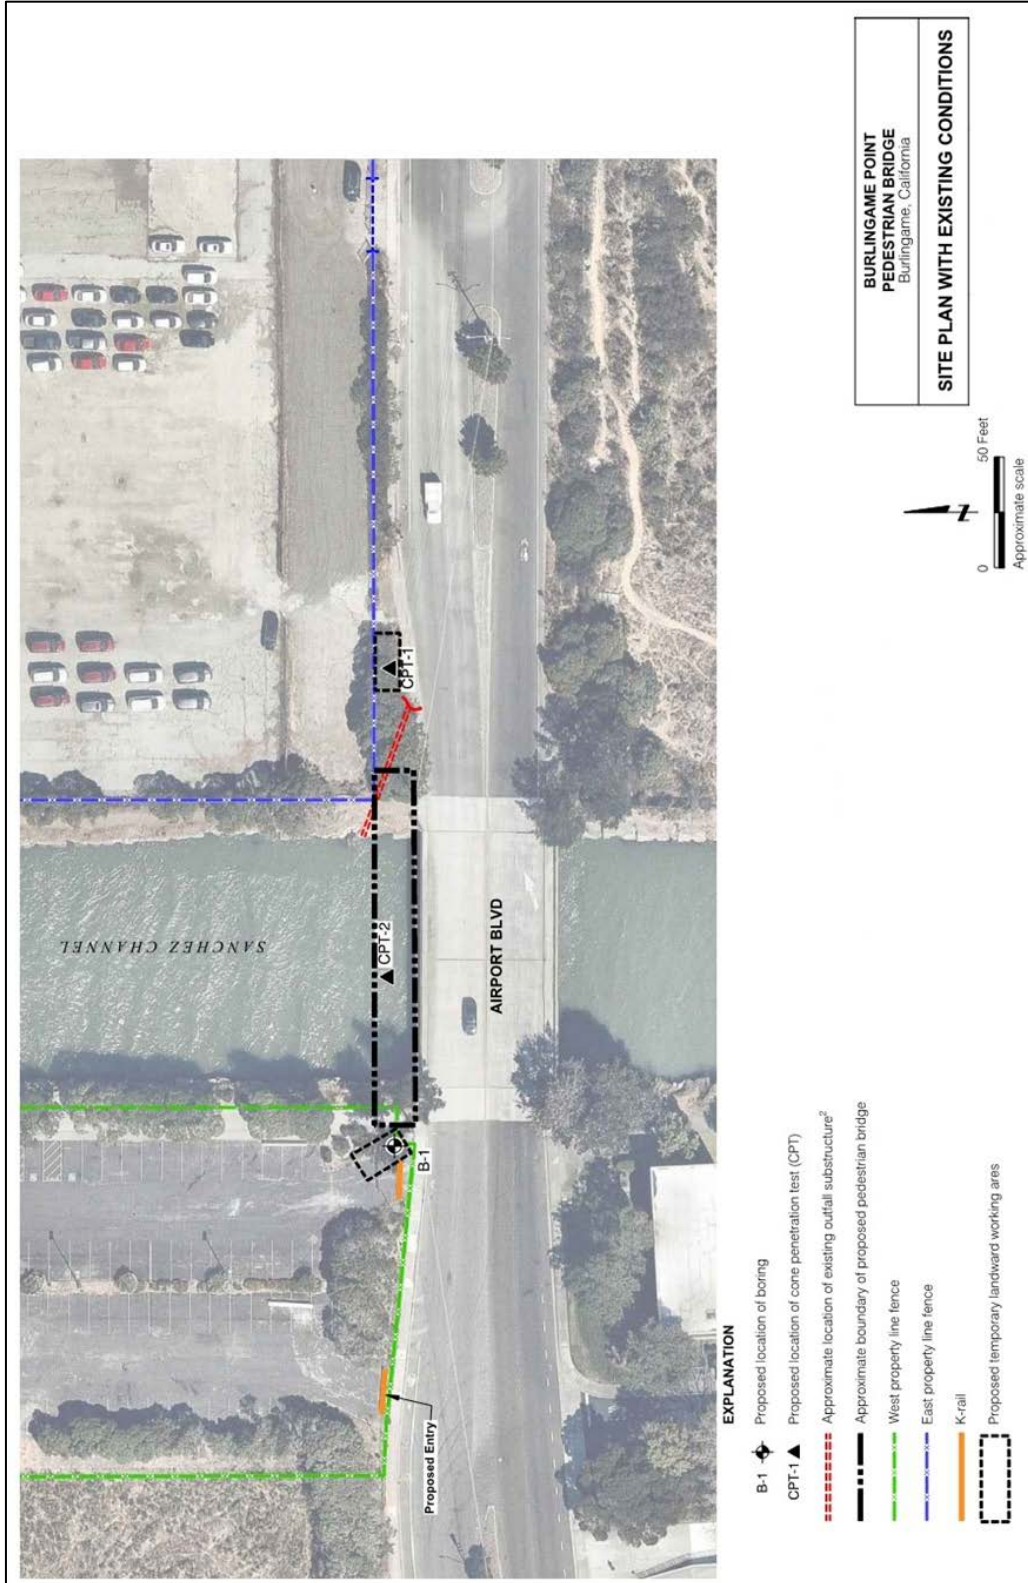 BURLINGAME POINT
PEDESTRIAN BRIDGE
Burlingame, California
SITE PLAN WITH EXISTING CONDITIONS
SANCHEZ CHANNEL
CPT-1
CPT-2
B-1
AIRPORT BLVD
Proposed Entry
EXPLANATION
B-1 Proposed location of boring
CPT-1 Proposed location of cone penetration test (CPT)
Approximate location of existing outfall substructure²
Approximate boundary of proposed pedestrian bridge
West property line fence
East property line fence
K-rail
Proposed temporary landward working ares
N
0 50 Feet
Approximate scale